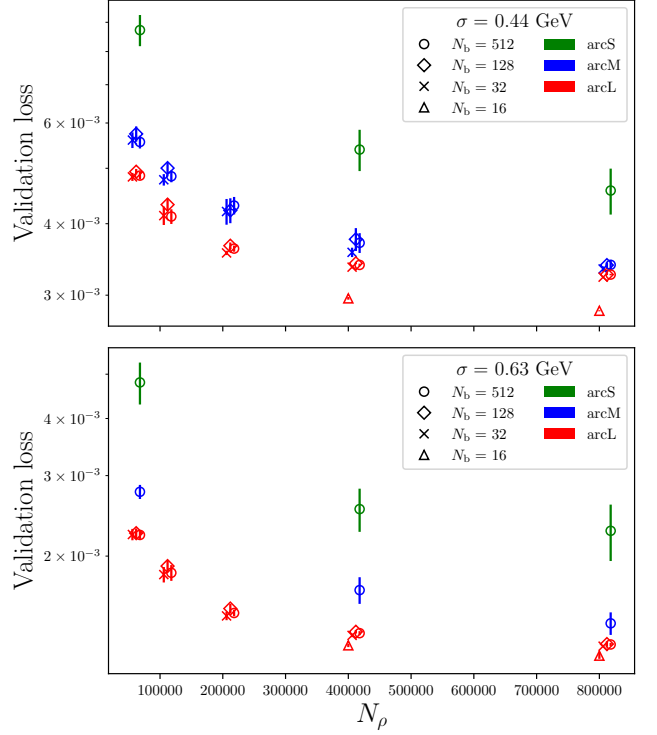 σ = 0.44 GeV
N_b = 512 arcS
N_b = 128 arcM
N_b = 32 arcL
N_b = 16
Validation loss
6 × 10⁻³
4 × 10⁻³
3 × 10⁻³
σ = 0.63 GeV
N_b = 512 arcS
N_b = 128 arcM
N_b = 32 arcL
N_b = 16
Validation loss
4 × 10⁻³
3 × 10⁻³
2 × 10⁻³
100000 200000 300000 400000 500000 600000 700000 800000
N_ρ